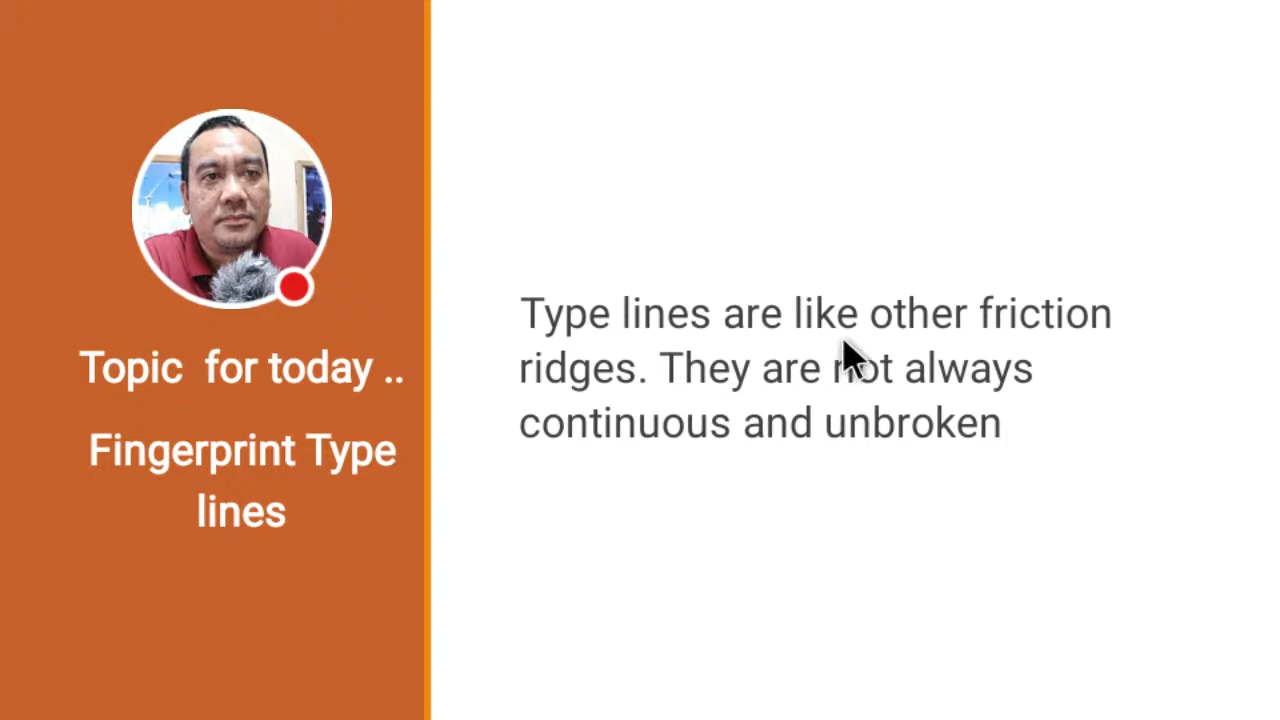 Topic  for today ..
Fingerprint Type
lines
Type lines are like other friction
ridges. They are not always
continuous and unbroken